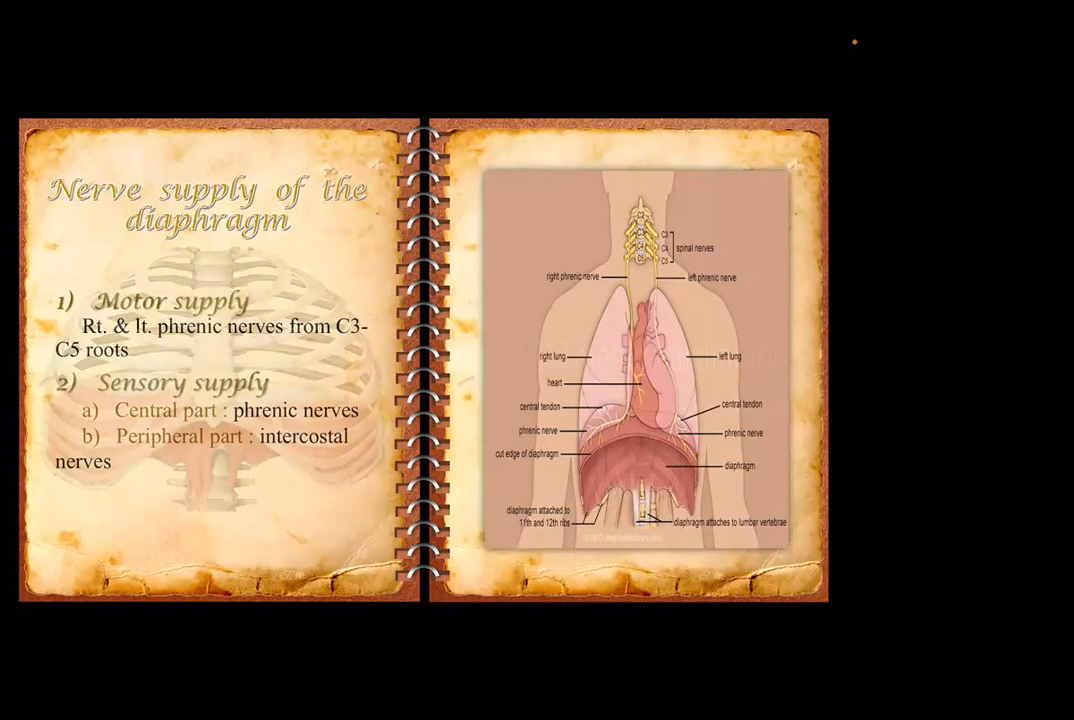 Nerve supply of the
diaphragm
1) Motor supply
Rt. & lt. phrenic nerves from C3-
C5 roots
2) Sensory supply
a) Central part : phrenic nerves
b) Peripheral part : intercostal
nerves
C3
C4
C5
C3
C4
C5
spinal nerves
right phrenic nerve
left phrenic nerve
right lung
left lung
heart
central tendon
central tendon
phrenic nerve
phrenic nerve
cut edge of diaphragm
diaphragm
diaphragm attached to
11th and 12th ribs
diaphragm attaches to lumbar vertebrae